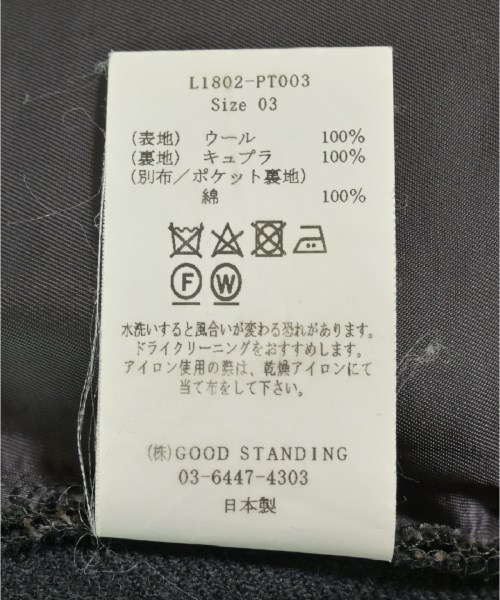 L1802-PT003
Size 03
(表地) ウール 100%
(裏地) キュプラ 100%
(別布/ポケット裏地)
綿 100%
F W
水洗いすると風合いが変わる恐れがあります。
ドライクリーニングをおすすめします。
アイロン使用の際は、乾燥アイロンにて
当て布をして下さい。
(株)GOOD STANDING
03-6447-4303
日本製